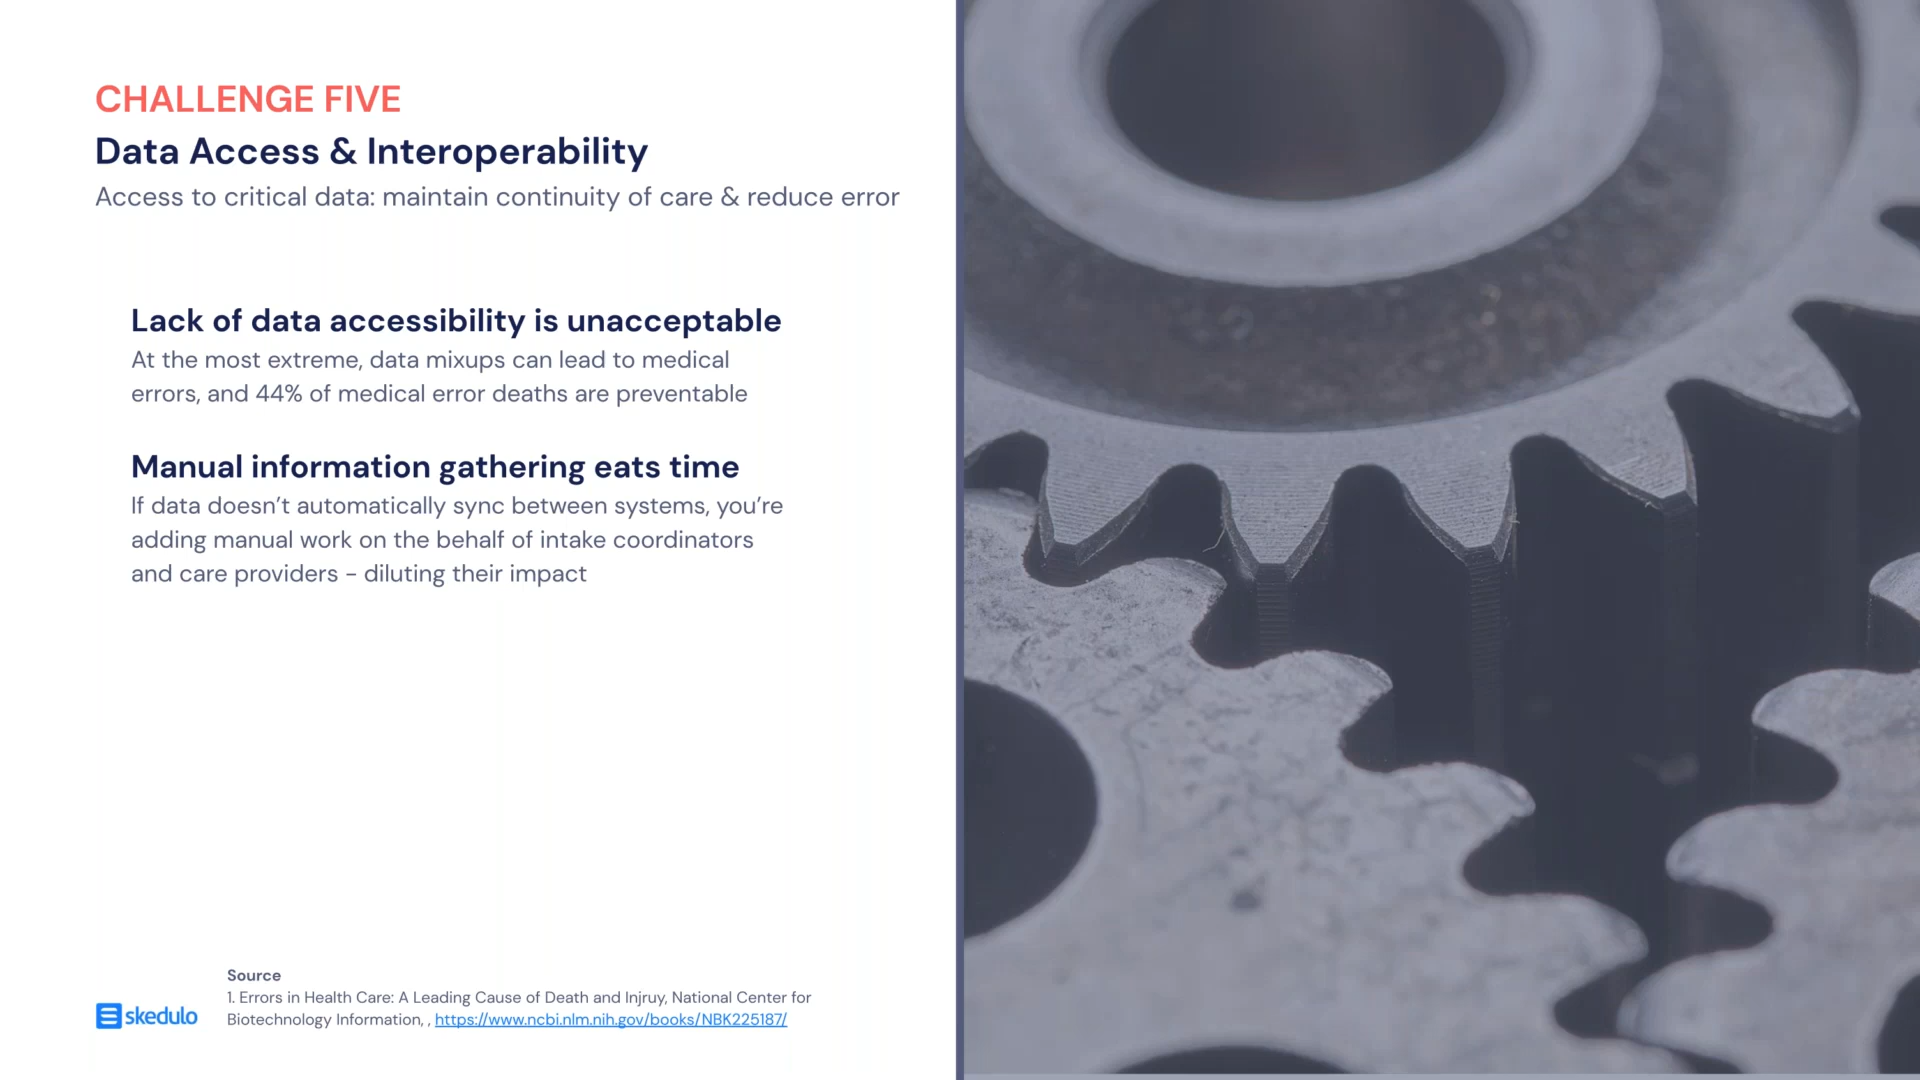 CHALLENGE FIVE
Data Access & Interoperability
Access to critical data: maintain continuity of care & reduce error
Lack of data accessibility is unacceptable
At the most extreme, data mixups can lead to medical
errors, and 44% of medical error deaths are preventable
Manual information gathering eats time
If data doesn’t automatically sync between systems, you’re
adding manual work on the behalf of intake coordinators
and care providers - diluting their impact
Source
1. Errors in Health Care: A Leading Cause of Death and Injruy, National Center for
Biotechnology Information, , https://www.ncbi.nlm.nih.gov/books/NBK225187/
skedulo